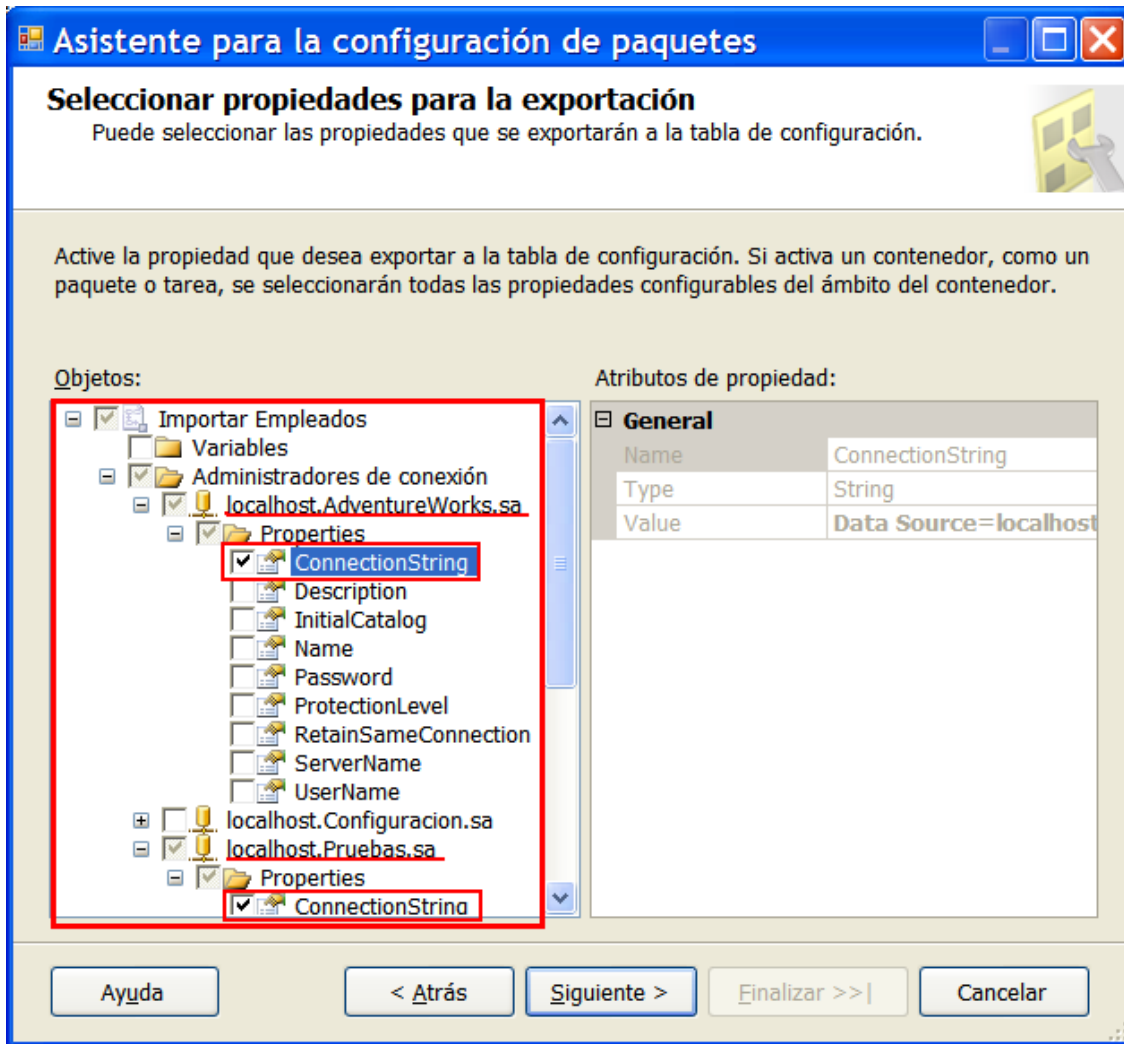 Asistente para la configuración de paquetes
Seleccionar propiedades para la exportación
Puede seleccionar las propiedades que se exportarán a la tabla de configuración.
Active la propiedad que desea exportar a la tabla de configuración. Si activa un contenedor, como un
paquete o tarea, se seleccionarán todas las propiedades configurables del ámbito del contenedor.
Objetos:
Importar Empleados
Variables
Administradores de conexión
localhost.AdventureWorks.sa
Properties
ConnectionString
Description
InitialCatalog
Name
Password
ProtectionLevel
RetainSameConnection
ServerName
UserName
localhost.Configuracion.sa
localhost.Pruebas.sa
Properties
ConnectionString
Atributos de propiedad:
General
Name ConnectionString
Type String
Value Data Source=localhost
Ayuda < Atrás Siguiente > Finalizar >>| Cancelar